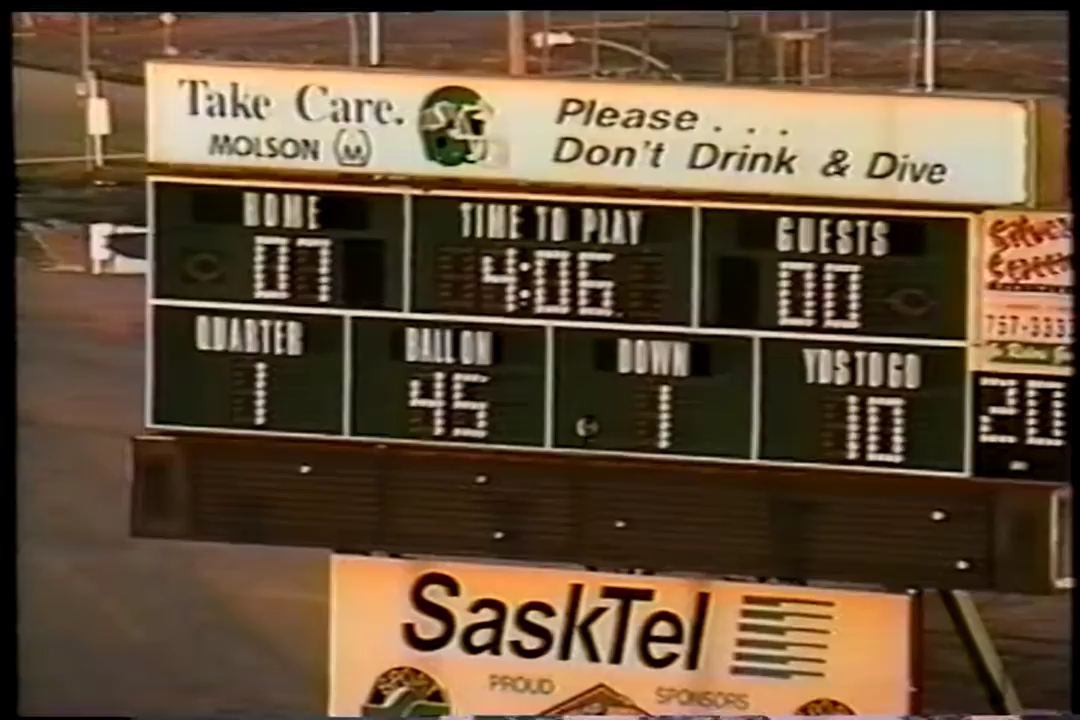 Take Care.
MOLSON M
Please . . .
Don't Drink & Dive
HOME
07
TIME TO PLAY
4:06
GUESTS
00
QUARTER
1
BALL ON
45
DOWN
1
YDS TO GO
10
20
SaskTel
PROUD SPONSORS